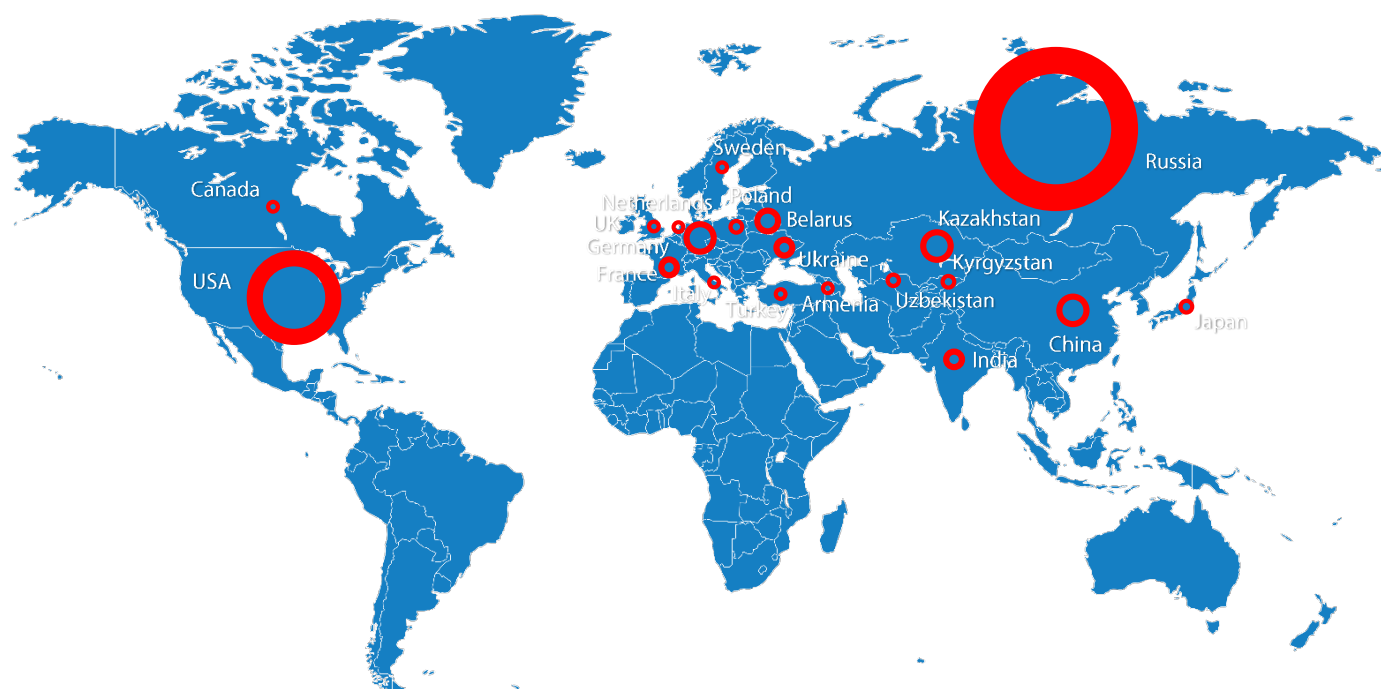 Sweden
Russia
Canada
Netherlands
Poland
UK
Belarus
Kazakhstan
Germany
Ukraine
Kyrgyzstan
France
USA
Italy
Uzbekistan
Turkey
Armenia
Japan
China
India